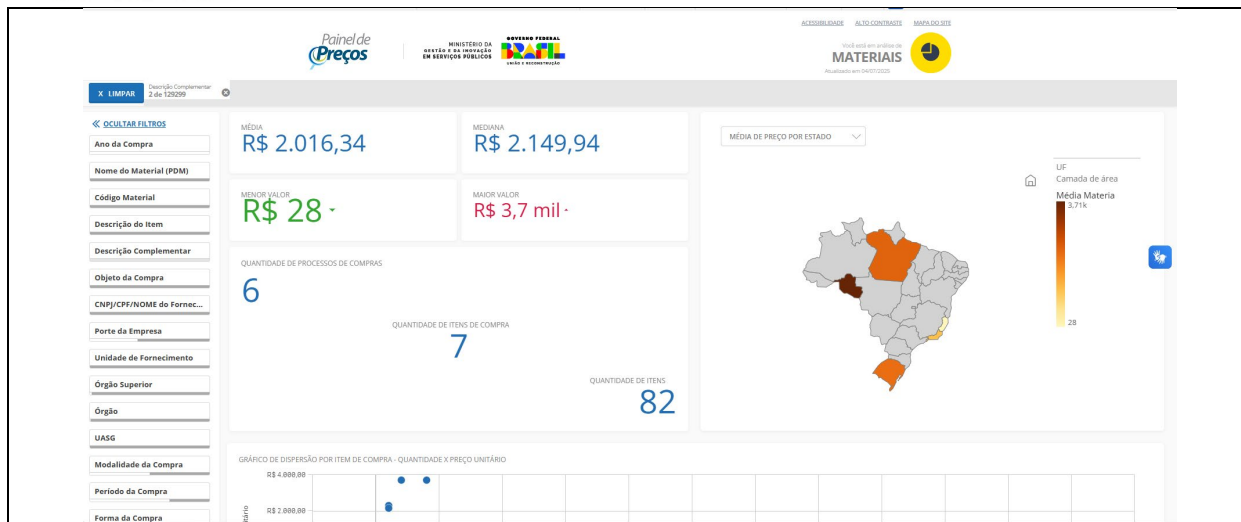 ACESSIBILIDADE ALTO CONTRASTE MAPA DO SITE
Painel de
Preços
MINISTÉRIO DA
GESTÃO E DA INOVAÇÃO
EM SERVIÇOS PÚBLICOS
GOVERNO FEDERAL
BRASIL
UNIÃO E RECONSTRUÇÃO
Você está em análise de
MATERIAIS
Atualizado em 04/07/2025
X LIMPAR
Descrição Complementar
2 de 129299
OCULTAR FILTROS
Ano da Compra
Nome do Material (PDM)
Código Material
Descrição do Item
Descrição Complementar
Objeto da Compra
CNPJ/CPF/NOME do Fornec...
Porte da Empresa
Unidade de Fornecimento
Órgão Superior
Órgão
UASG
Modalidade da Compra
Período da Compra
Forma da Compra
MÉDIA
R$ 2.016,34
MEDIANA
R$ 2.149,94
MENOR VALOR
R$ 28
MAIOR VALOR
R$ 3,7 mil
QUANTIDADE DE PROCESSOS DE COMPRAS
6
QUANTIDADE DE ITENS DE COMPRA
7
QUANTIDADE DE ITENS
82
MÉDIA DE PREÇO POR ESTADO
UF
Camada de área
Média Materia
3,71k
28
GRÁFICO DE DISPERSÃO POR ITEM DE COMPRA - QUANTIDADE X PREÇO UNITÁRIO
R$ 4.000,00
R$ 2.000,00